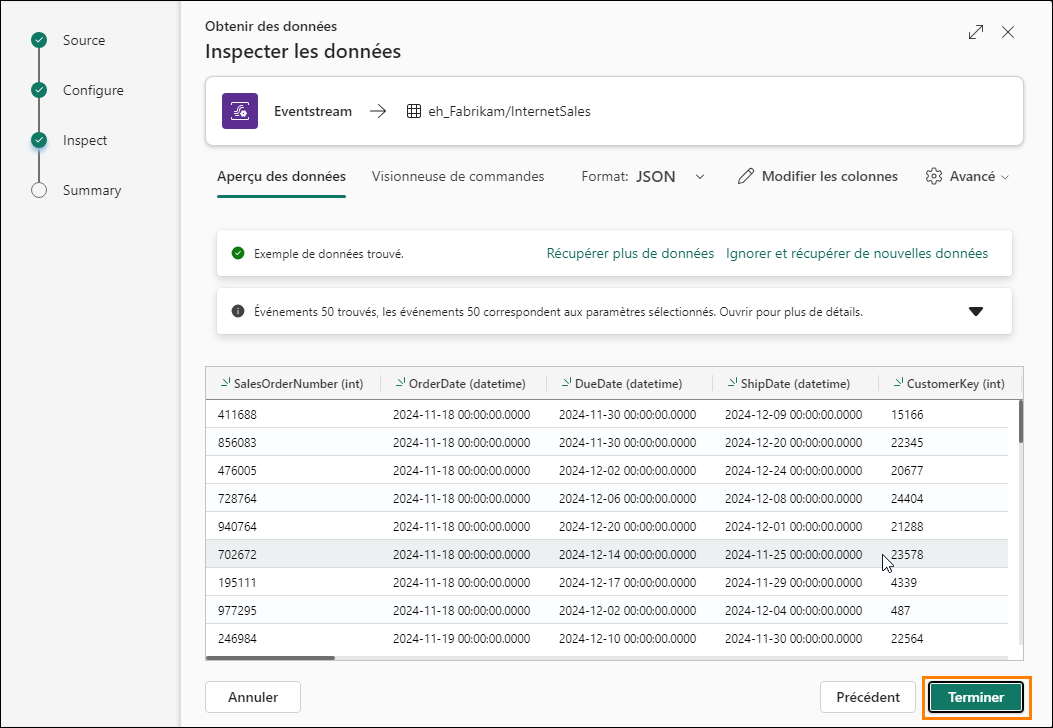 Source
Configure
Inspect
Summary
Obtenir des données
Inspecter les données
Eventstream eh_Fabrikam/InternetSales
Aperçu des données Visionneuse de commandes Format: JSON Modifier les colonnes Avancé
Exemple de données trouvé. Récupérer plus de données Ignorer et récupérer de nouvelles données
Événements 50 trouvés, les événements 50 correspondent aux paramètres sélectionnés. Ouvrir pour plus de détails.
SalesOrderNumber (int) OrderDate (datetime) DueDate (datetime) ShipDate (datetime) CustomerKey (int)
411688 2024-11-18 00:00:00.0000 2024-11-30 00:00:00.0000 2024-12-09 00:00:00.0000 15166
856083 2024-11-18 00:00:00.0000 2024-11-30 00:00:00.0000 2024-12-20 00:00:00.0000 22345
476005 2024-11-18 00:00:00.0000 2024-12-02 00:00:00.0000 2024-12-24 00:00:00.0000 20677
728764 2024-11-18 00:00:00.0000 2024-12-06 00:00:00.0000 2024-12-08 00:00:00.0000 24404
940764 2024-11-18 00:00:00.0000 2024-12-20 00:00:00.0000 2024-12-01 00:00:00.0000 21288
702672 2024-11-18 00:00:00.0000 2024-12-14 00:00:00.0000 2024-11-25 00:00:00.0000 23578
195111 2024-11-18 00:00:00.0000 2024-12-17 00:00:00.0000 2024-11-29 00:00:00.0000 4339
977295 2024-11-18 00:00:00.0000 2024-12-02 00:00:00.0000 2024-12-04 00:00:00.0000 487
246984 2024-11-19 00:00:00.0000 2024-12-10 00:00:00.0000 2024-11-30 00:00:00.0000 22564
Annuler Précédent Terminer